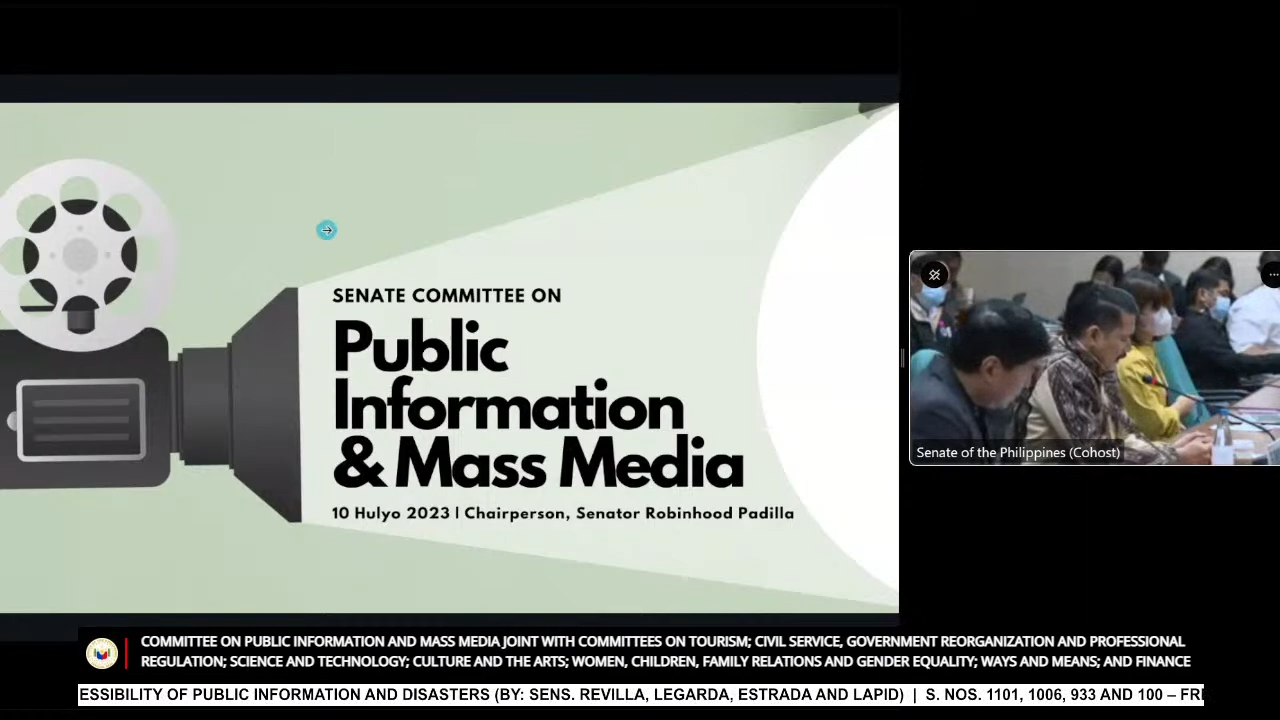 SENATE COMMITTEE ON
Public
Information
& Mass Media
10 Hulyo 2023 | Chairperson, Senator Robinhood Padilla
Senate of the Philippines (Cohost)
COMMITTEE ON PUBLIC INFORMATION AND MASS MEDIA JOINT WITH COMMITTEES ON TOURISM; CIVIL SERVICE, GOVERNMENT REORGANIZATION AND PROFESSIONAL
REGULATION; SCIENCE AND TECHNOLOGY; CULTURE AND THE ARTS; WOMEN, CHILDREN, FAMILY RELATIONS AND GENDER EQUALITY; WAYS AND MEANS; AND FINANCE
ESSIBILITY OF PUBLIC INFORMATION AND DISASTERS (BY: SENS. REVILLA, LEGARDA, ESTRADA AND LAPID) | S. NOS. 1101, 1006, 933 AND 100 – FRI